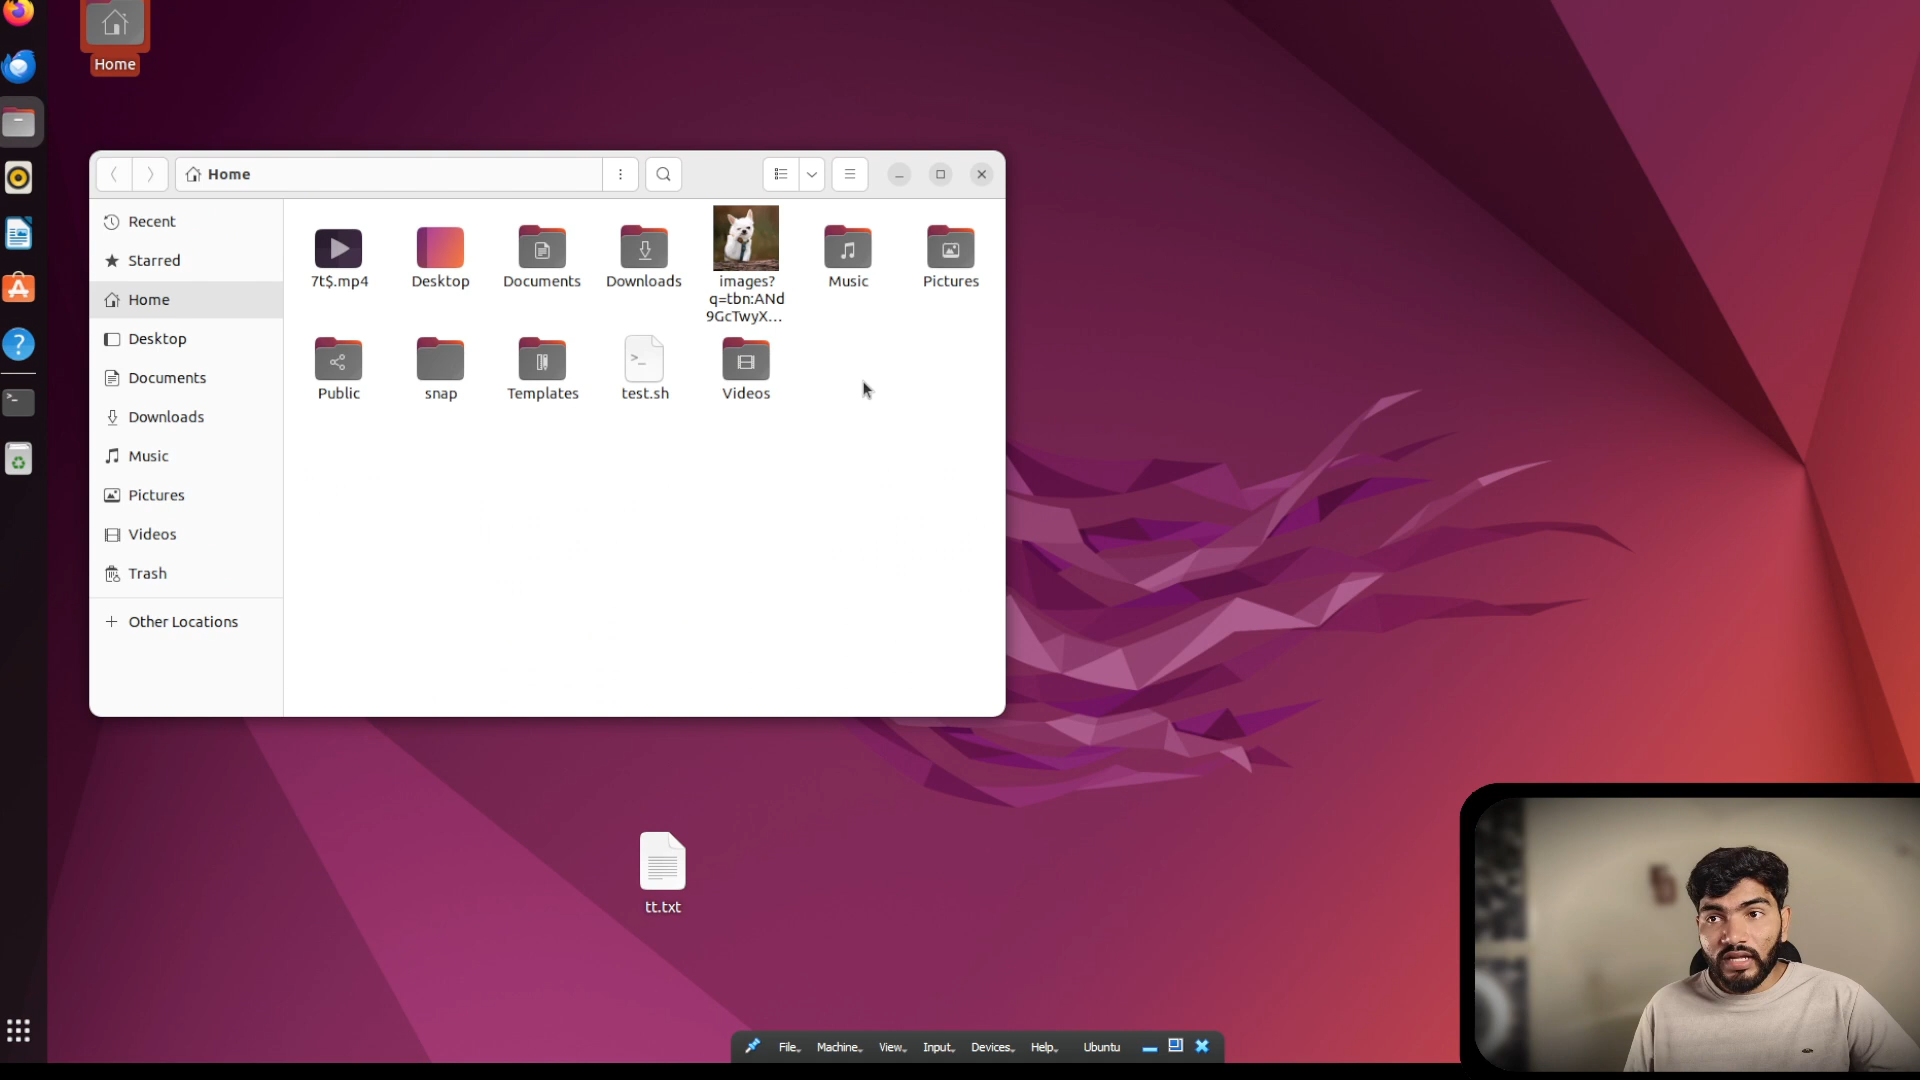 Home
Home
Recent
Starred
Home
Desktop
Documents
Downloads
Music
Pictures
Videos
Trash
Other Locations
7t$.mp4
Desktop
Documents
Downloads
images?
q=tbn:ANd
9GcTwyX...
Music
Pictures
Public
snap
Templates
test.sh
Videos
tt.txt
File
Machine
View
Input
Devices
Help
Ubuntu